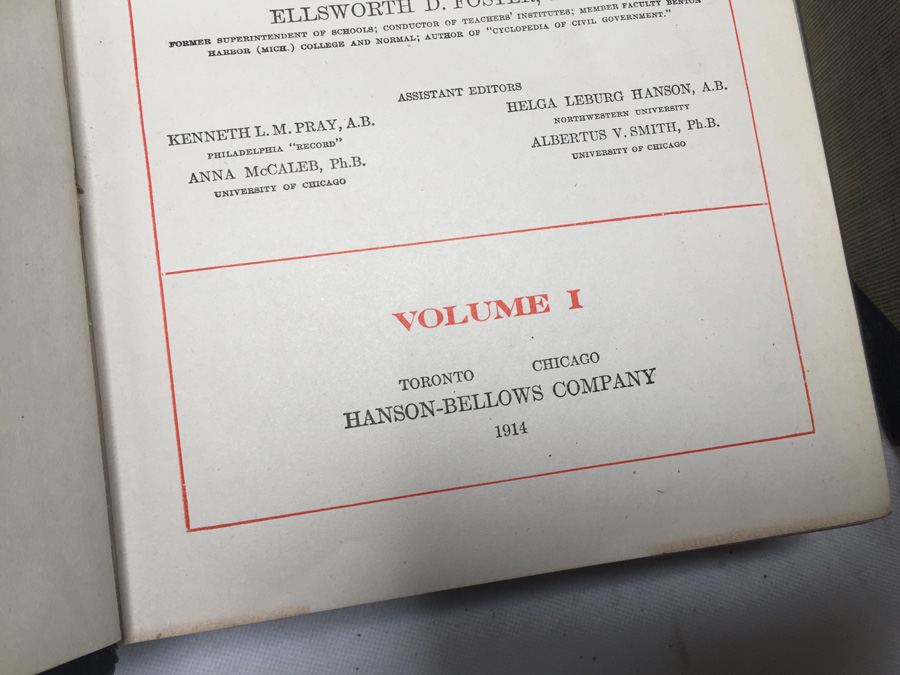 ELLSWORTH D. FOSTER,
FORMER SUPERINTENDENT OF SCHOOLS; CONDUCTOR OF TEACHERS' INSTITUTES; MEMBER FACULTY BENTON
HARBOR (MICH.) COLLEGE AND NORMAL; AUTHOR OF "CYCLOPEDIA OF CIVIL GOVERNMENT."
ASSISTANT EDITORS
KENNETH L. M. PRAY, A.B.
PHILADELPHIA "RECORD"
ANNA McCALEB, Ph.B.
UNIVERSITY OF CHICAGO
HELGA LEBURG HANSON, A.B.
NORTHWESTERN UNIVERSITY
ALBERTUS V. SMITH, Ph.B.
UNIVERSITY OF CHICAGO
VOLUME I
TORONTO CHICAGO
HANSON-BELLOWS COMPANY
1914